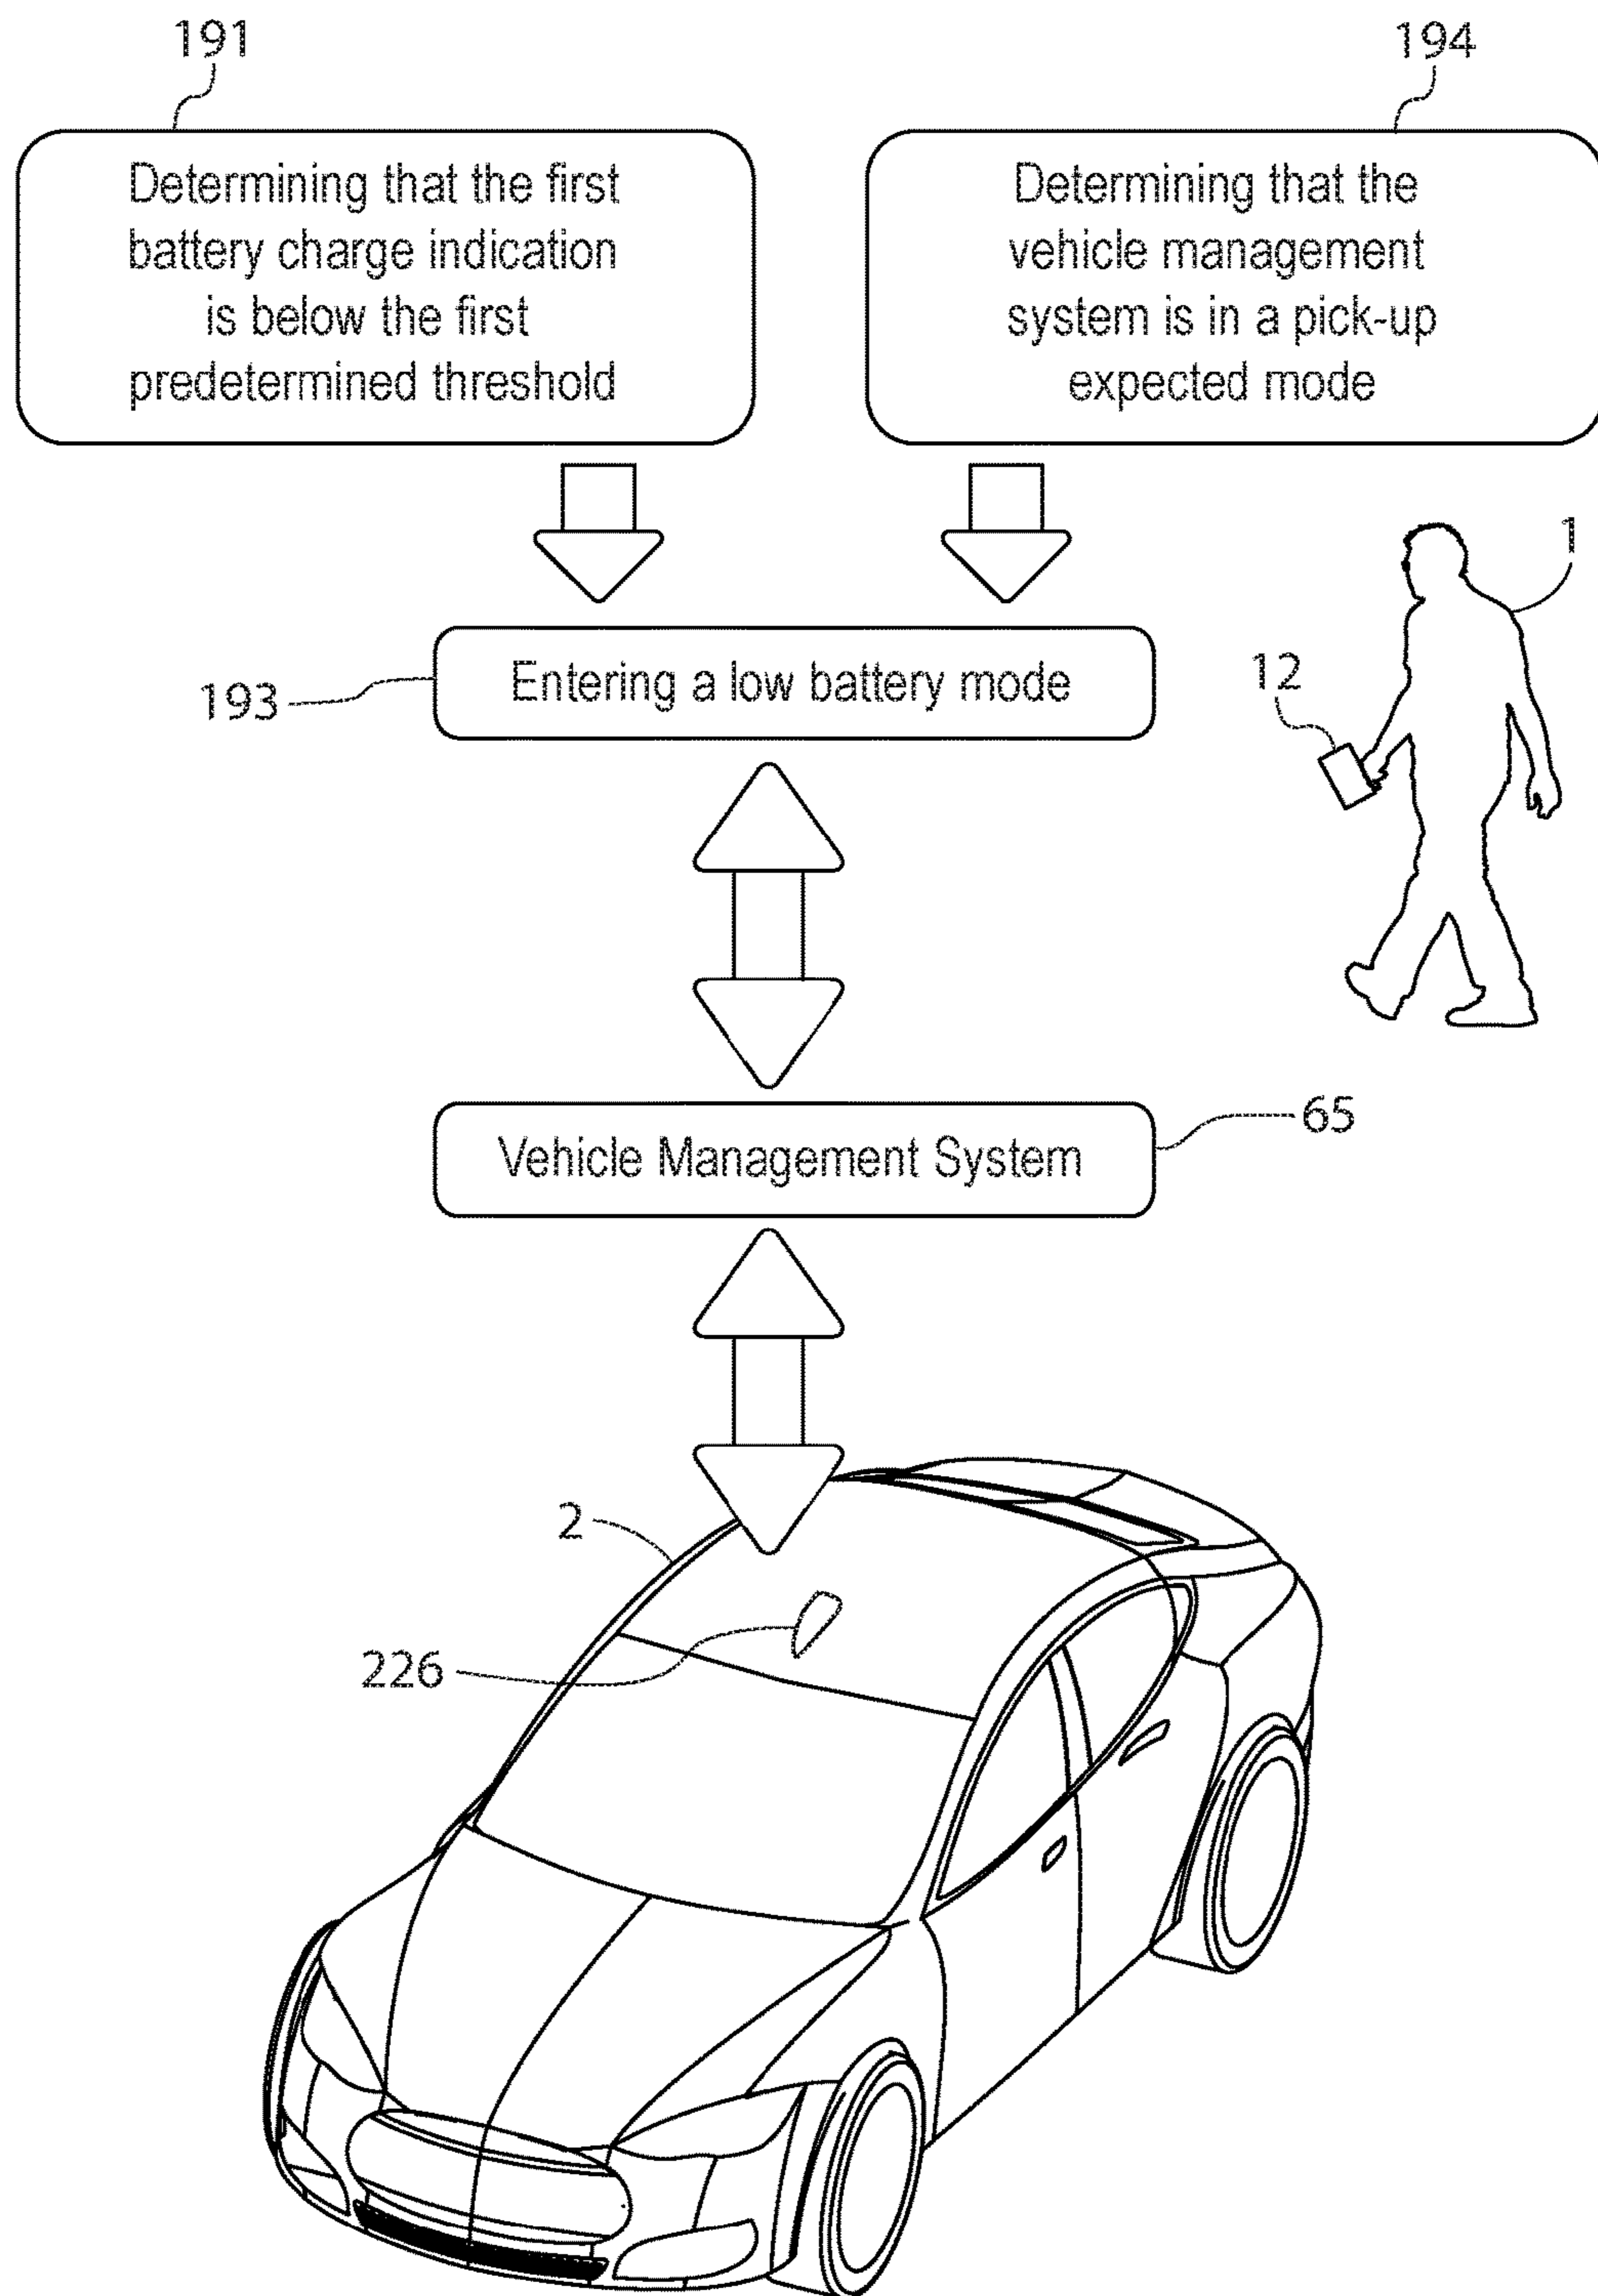 191
194
Determining that the first
battery charge indication
is below the first
predetermined threshold
Determining that the
vehicle management
system is in a pick-up
expected mode
1
12
193
Entering a low battery mode
65
Vehicle Management System
2
226